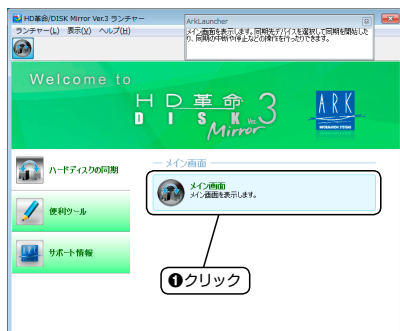 HD革命/DISK Mirror Ver.3 ランチャー
ランチャー(L) 表示(V) ヘルプ(H)
ArkLauncher
メイン画面を表示します。同期先デバイスを選択して同期を開始した
り、同期の中断や停止などの操作を行ったりできます。
Welcome to
HD革命
DISK Ver. 3
Mirror
ARK
INFORMATION SYSTEMS
ハードディスクの同期
便利ツール
サポート情報
メイン画面
メイン画面
メイン画面を表示します。
❶クリック